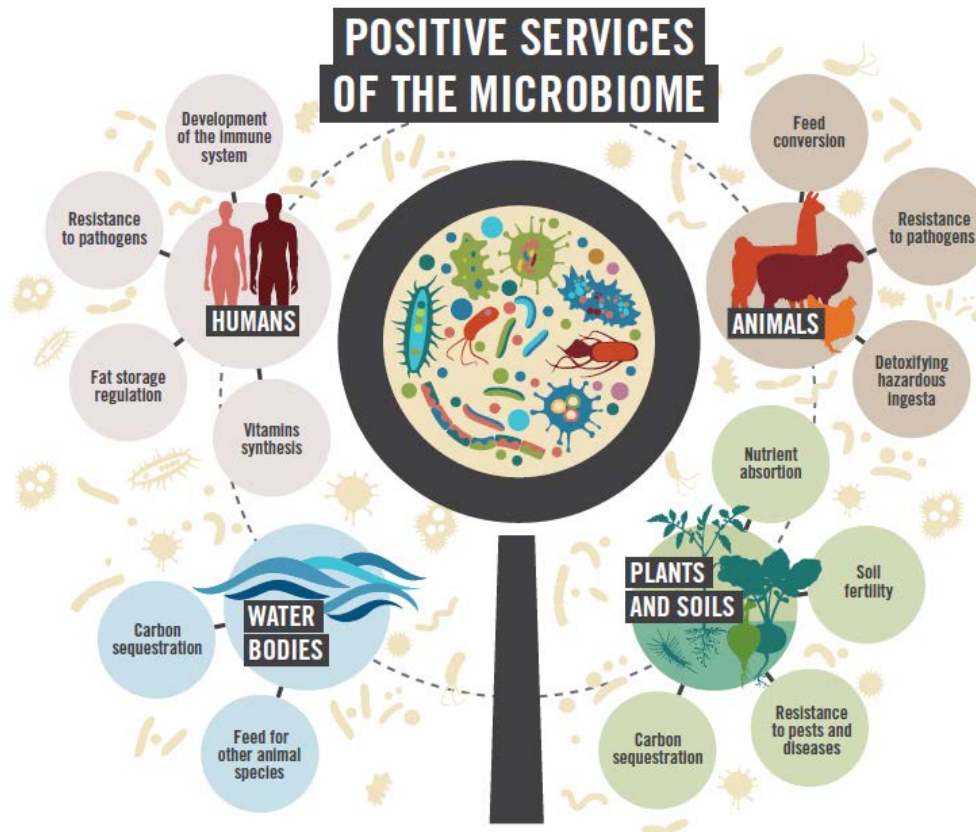 POSITIVE SERVICES
OF THE MICROBIOME
Development
of the immune
system
Resistance
to pathogens
HUMANS
Fat storage
regulation
Vitamins
synthesis
Feed
conversion
Resistance
to pathogens
ANIMALS
Detoxifying
hazardous
ingesta
WATER
BODIES
Carbon
sequestration
Feed for
other animal
species
Nutrient
absortion
PLANTS
AND SOILS
Soil
fertility
Resistance
to pests and
diseases
Carbon
sequestration